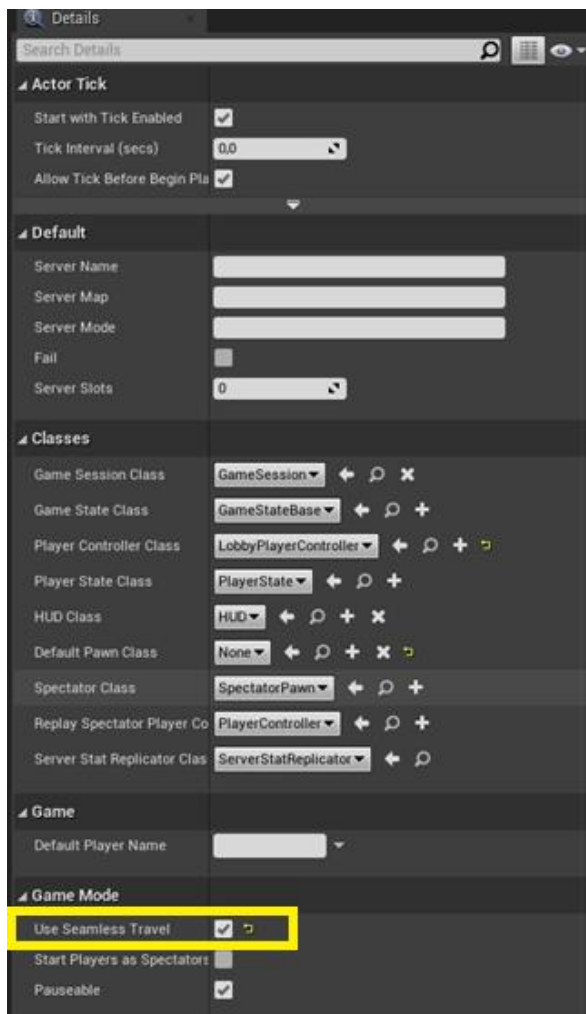 Details
Search Details
Actor Tick
Start with Tick Enabled
Tick Interval (secs) 0,0
Allow Tick Before Begin Pla
Default
Server Name
Server Map
Server Mode
Fail
Server Slots 0
Classes
Game Session Class GameSession
Game State Class GameStateBase
Player Controller Class LobbyPlayerController
Player State Class PlayerState
HUD Class HUD
Default Pawn Class None
Spectator Class SpectatorPawn
Replay Spectator Player Co PlayerController
Server Stat Replicator Clas ServerStatReplicator
Game
Default Player Name
Game Mode
Use Seamless Travel
Start Players as Spectators
Pauseable